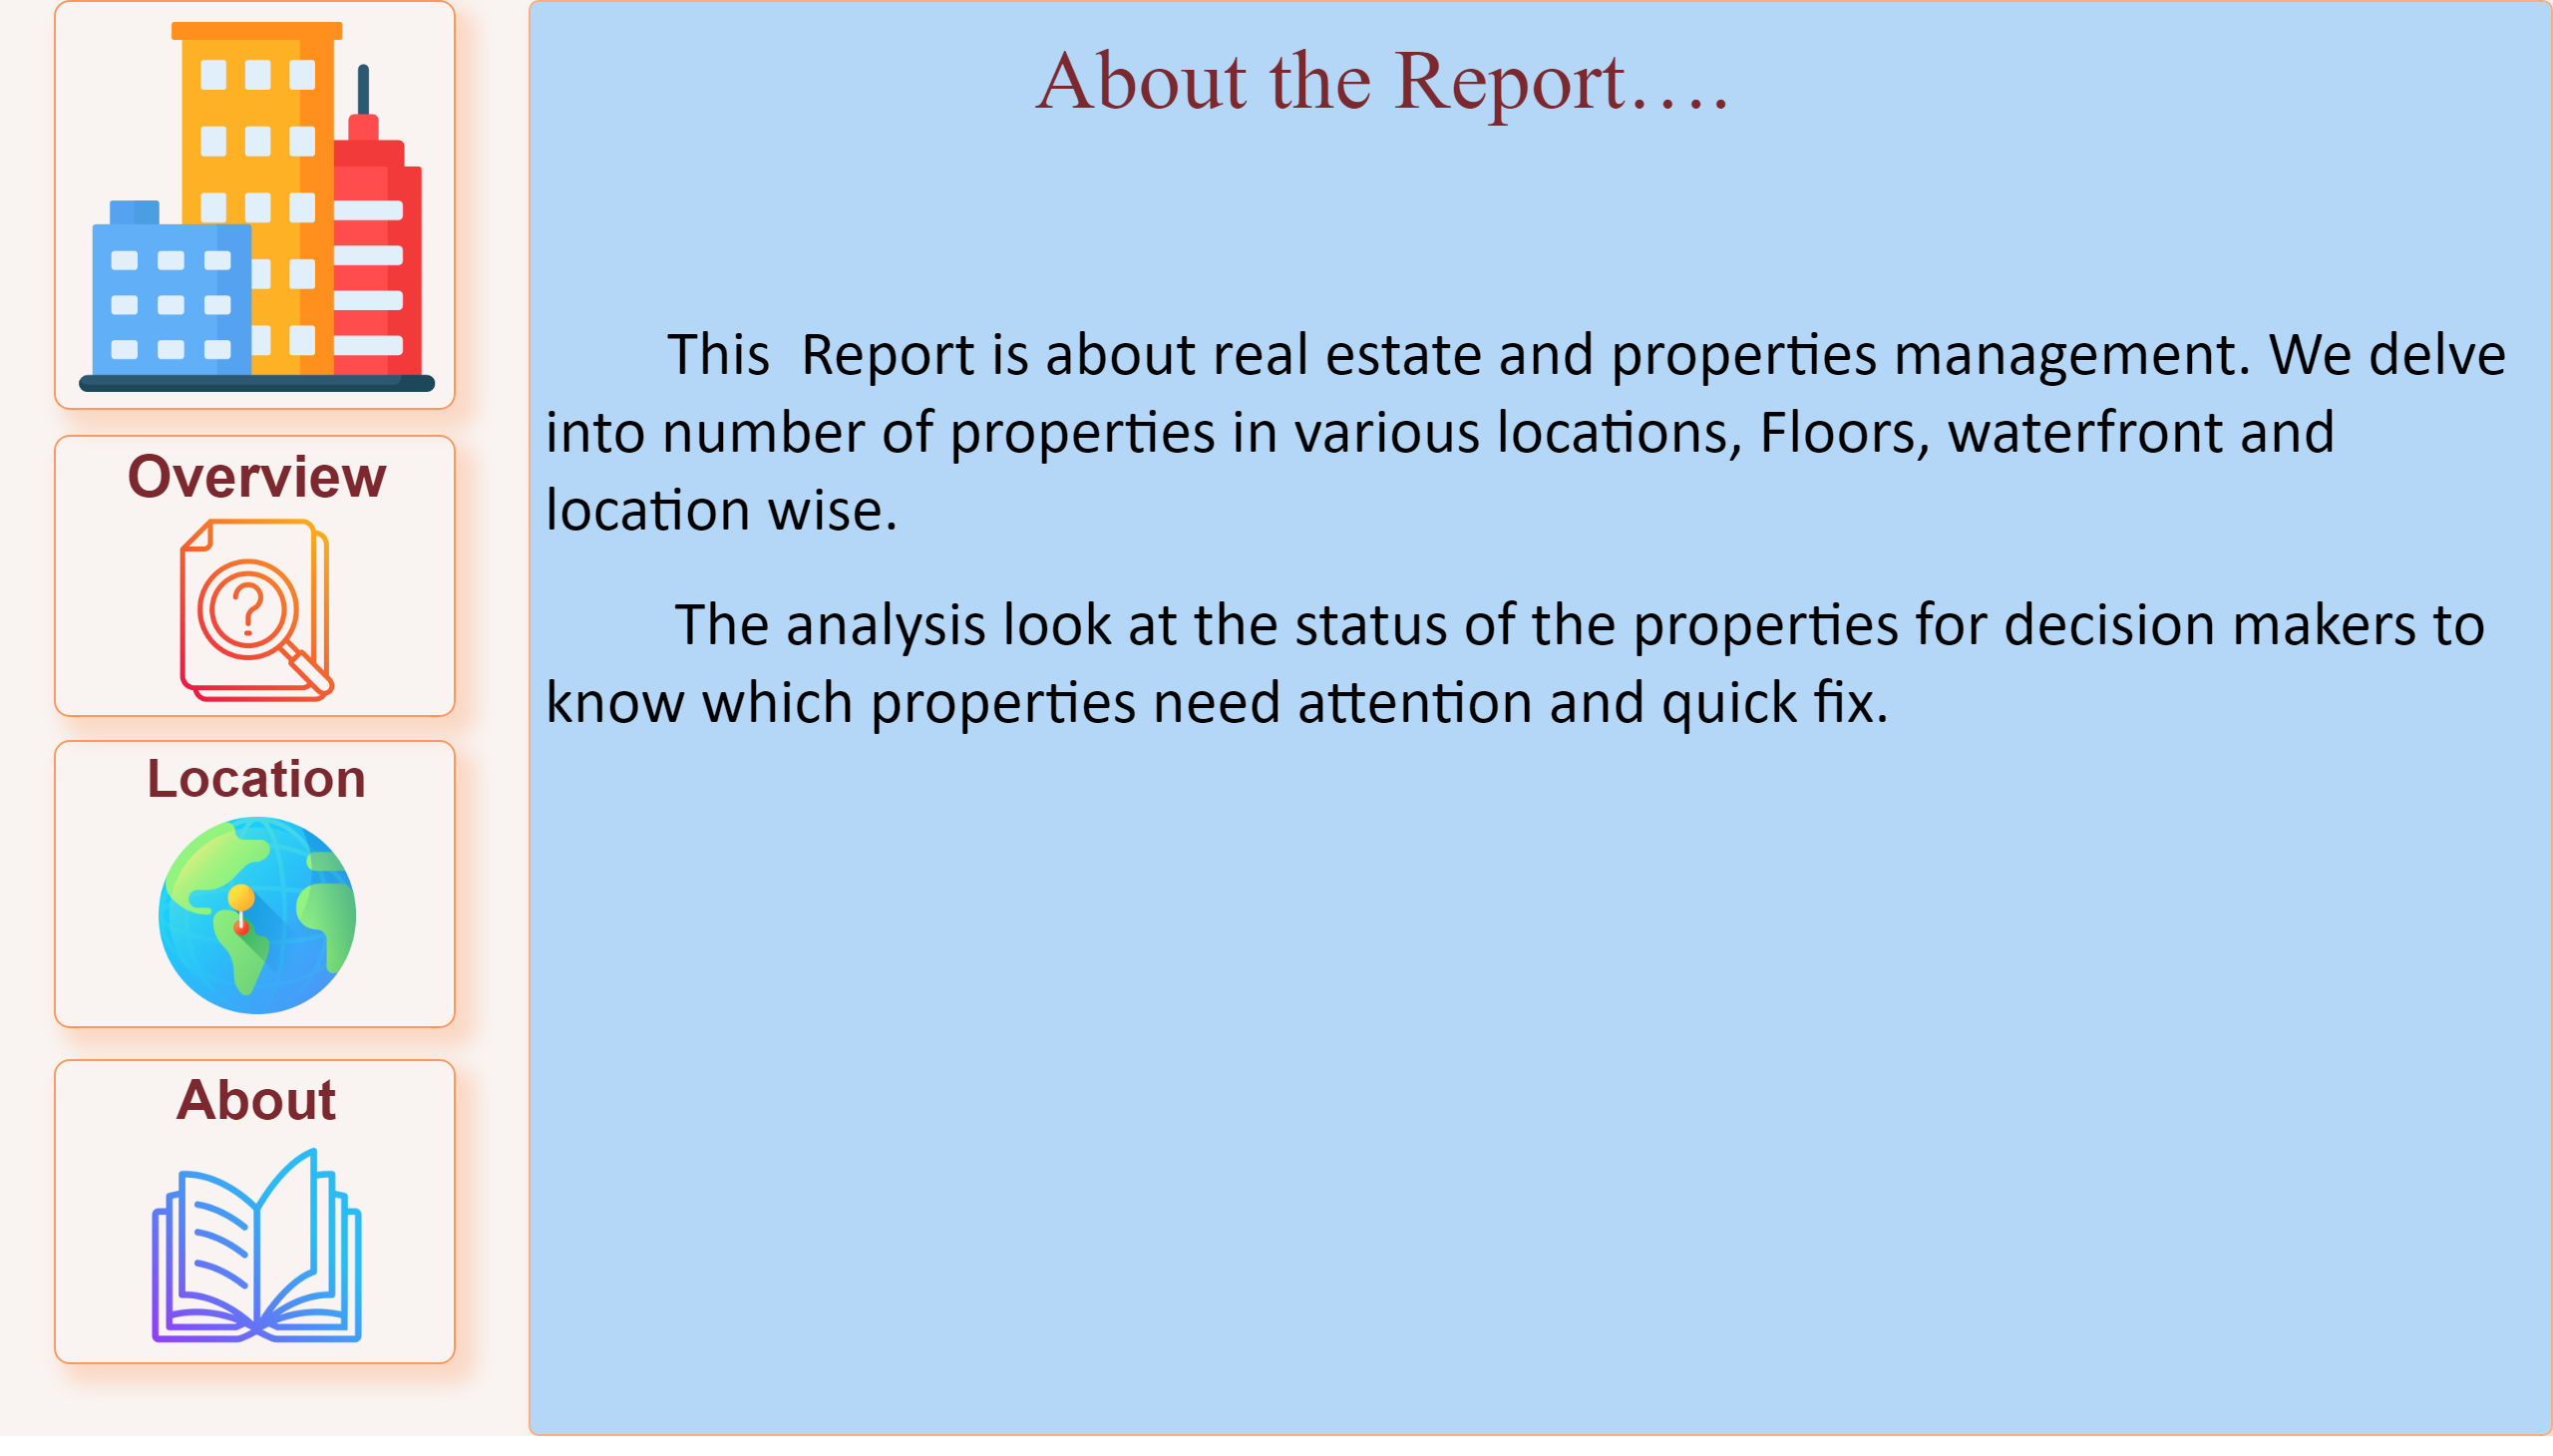 Overview
Location
About
About the Report....
This  Report is about real estate and properties management. We delve
into number of properties in various locations, Floors, waterfront and
location wise.
The analysis look at the status of the properties for decision makers to
know which properties need attention and quick fix.